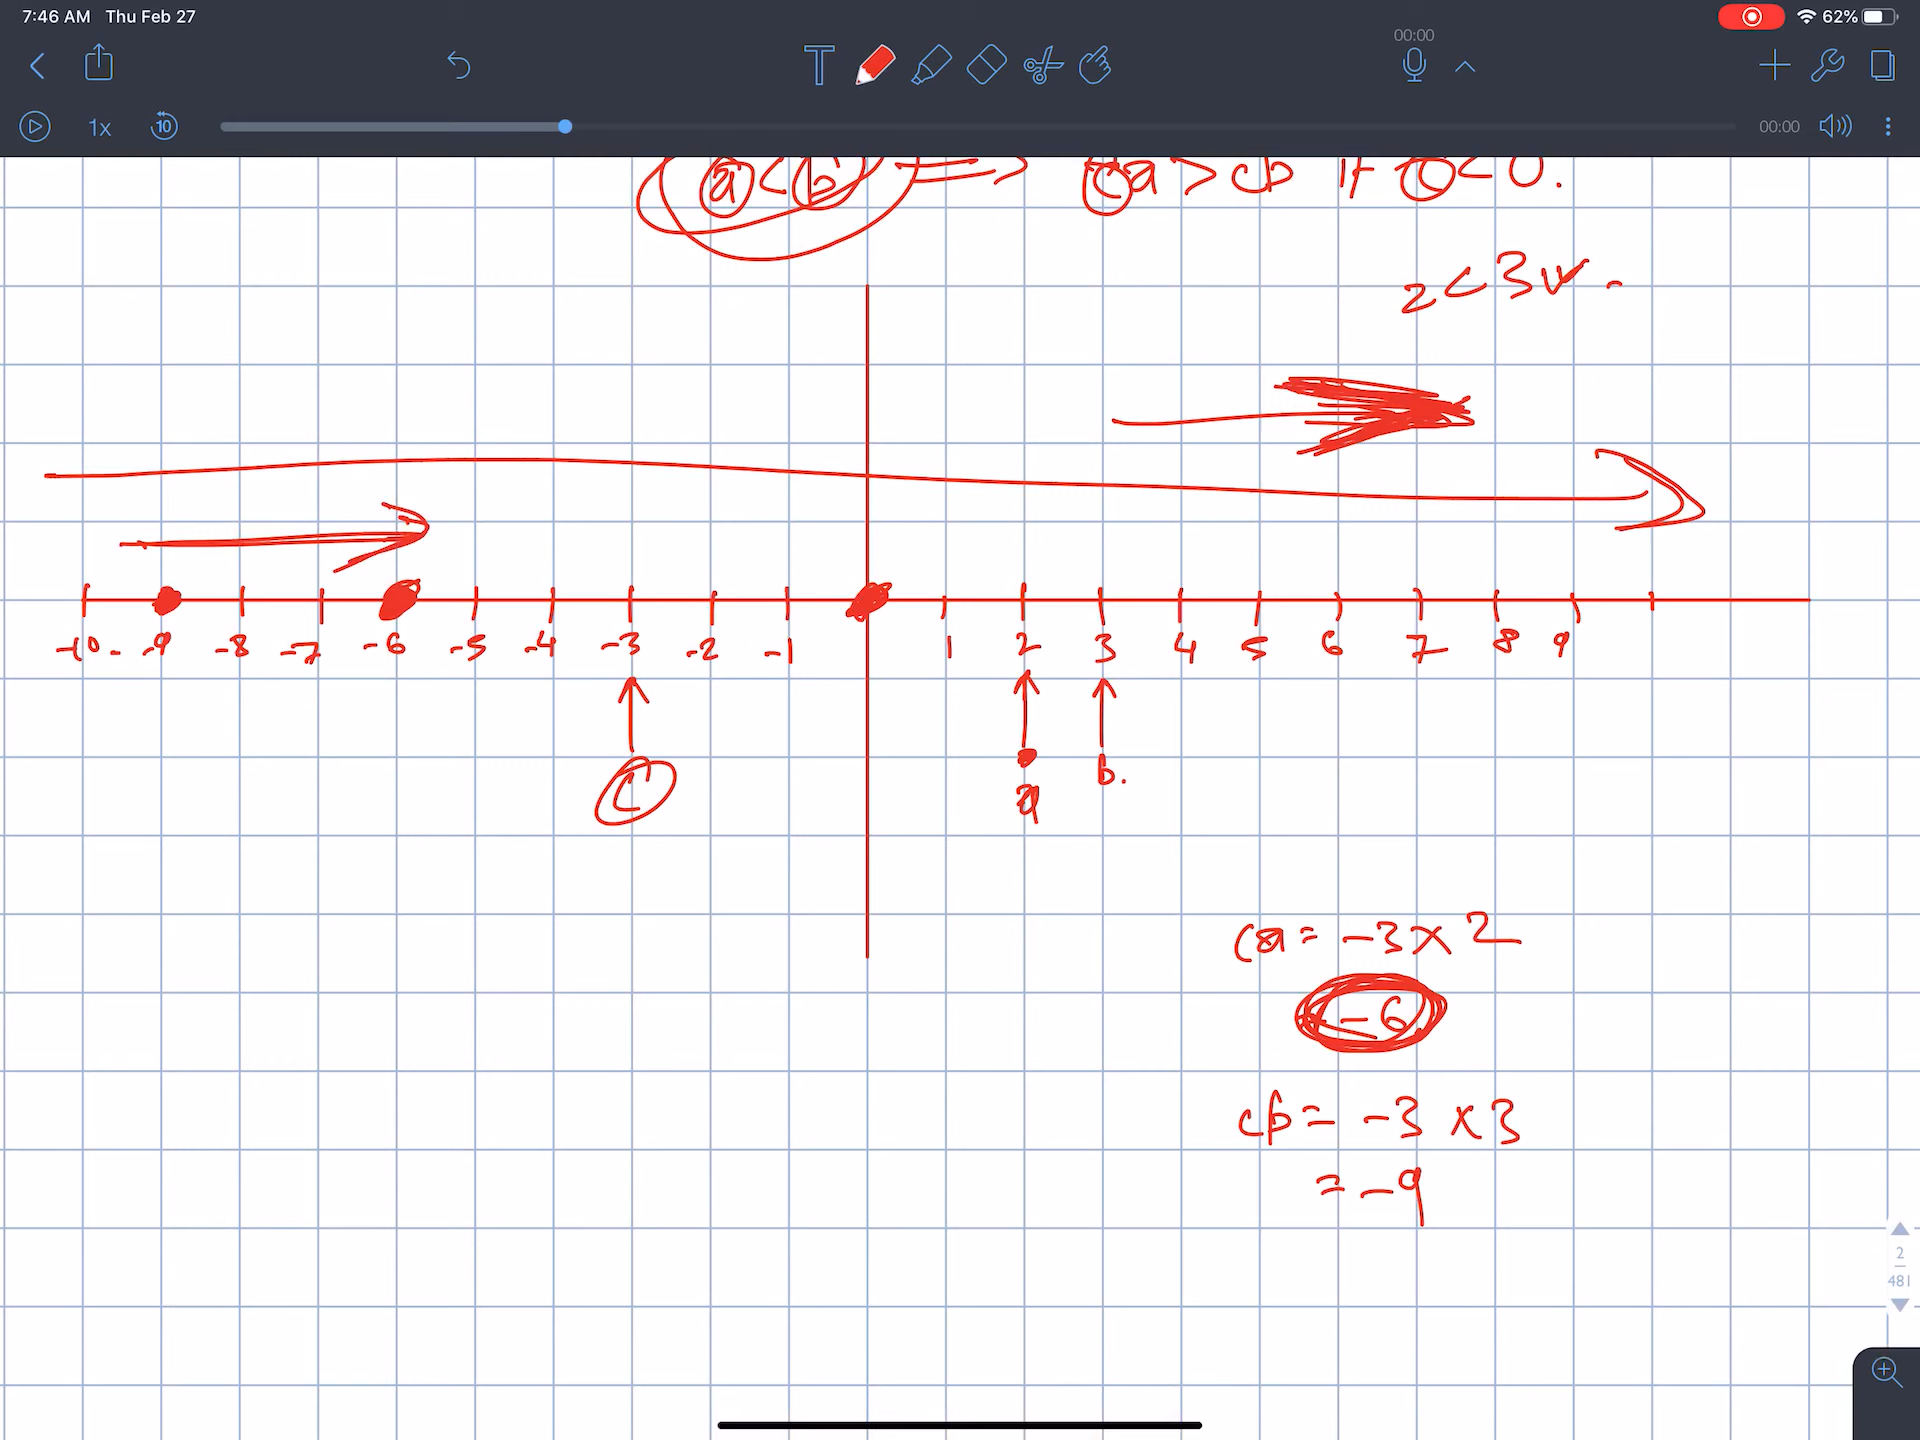 7:46 AM Thu Feb 27
62%
00:00
T
1x
10
00:00
a < b => ca > cb if c < 0.
2 < 3 ✓.
-10. -9 -8 -7 -6 -5 -4 -3 -2 -1 1 2 3 4 5 6 7 8 9
c a b.
ca = -3 x 2
-6
cb = -3 x 3
= -9
2
481